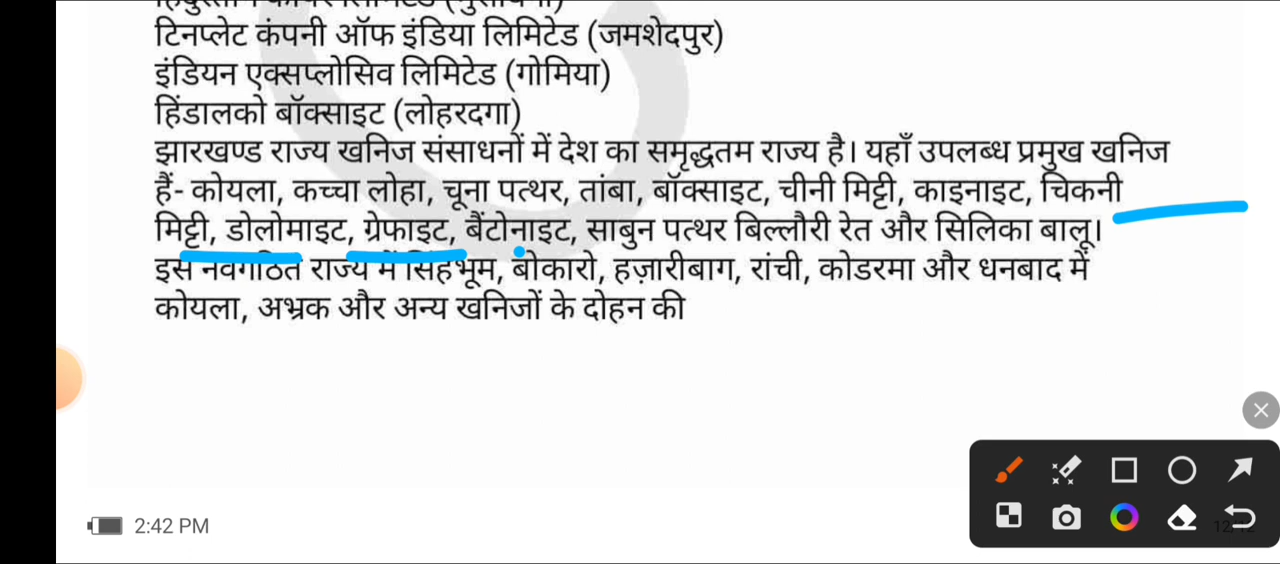 टिनप्लेट कंपनी ऑफ इंडिया लिमिटेड (जमशेदपुर)
इंडियन एक्सप्लोसिव लिमिटेड (गोमिया)
हिंडालको बॉक्साइट (लोहरदगा)
झारखण्ड राज्य खनिज संसाधनों में देश का समृद्धतम राज्य है। यहाँ उपलब्ध प्रमुख खनिज
हैं- कोयला, कच्चा लोहा, चूना पत्थर, तांबा, बॉक्साइट, चीनी मिट्टी, काइनाइट, चिकनी
मिट्टी, डोलोमाइट, ग्रेफाइट, बैंटोनाइट, साबुन पत्थर बिल्लौरी रेत और सिलिका बालू।
इस नवगठित राज्य में सिंहभूम, बोकारो, हज़ारीबाग, रांची, कोडरमा और धनबाद में
कोयला, अभ्रक और अन्य खनिजों के दोहन की
2:42 PM